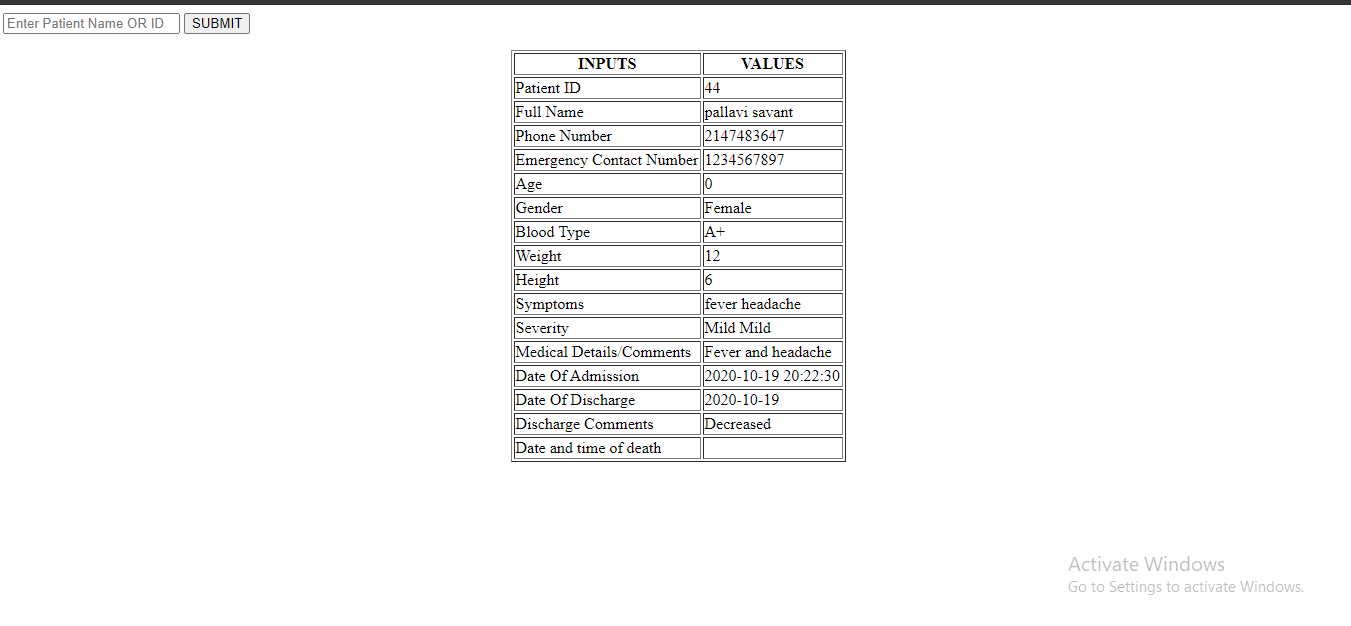 Enter Patient Name OR ID SUBMIT
INPUTS VALUES
Patient ID 44
Full Name pallavi savant
Phone Number 2147483647
Emergency Contact Number 1234567897
Age 0
Gender Female
Blood Type A+
Weight 12
Height 6
Symptoms fever headache
Severity Mild Mild
Medical Details/Comments Fever and headache
Date Of Admission 2020-10-19 20:22:30
Date Of Discharge 2020-10-19
Discharge Comments Decreased
Date and time of death
Activate Windows
Go to Settings to activate Windows.